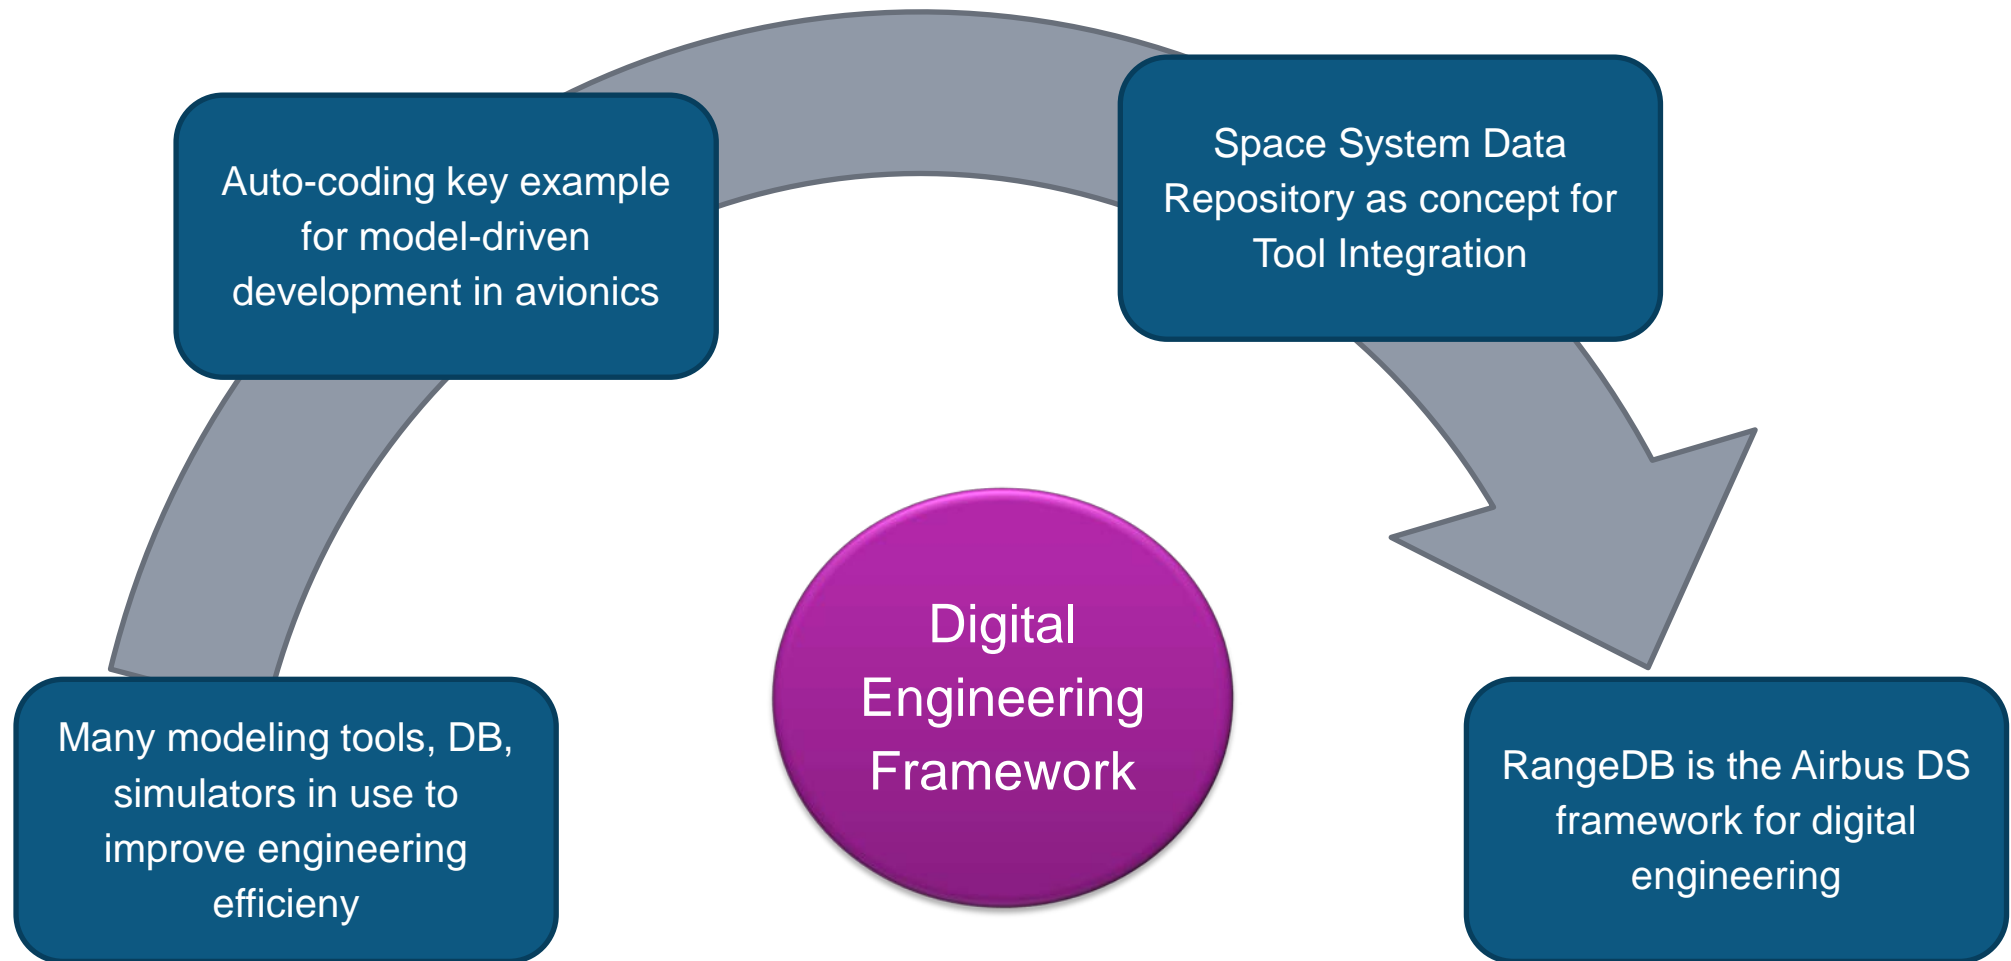 Auto-coding key example
for model-driven
development in avionics
Space System Data
Repository as concept for
Tool Integration
Digital
Engineering
Framework
Many modeling tools, DB,
simulators in use to
improve engineering
efficieny
RangeDB is the Airbus DS
framework for digital
engineering